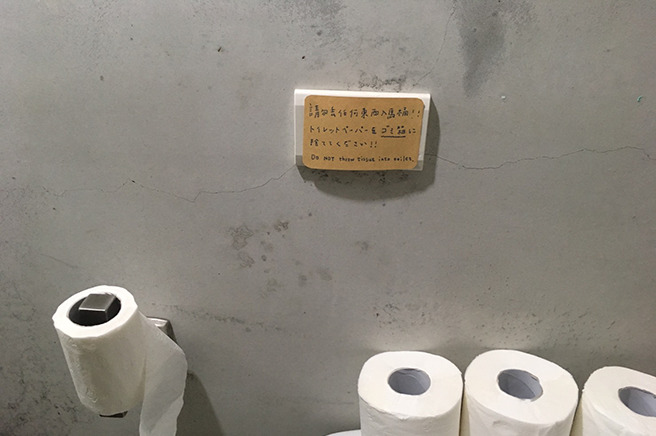 請勿丟任何東西入馬桶!!
トイレットペーパーをゴミ箱に
捨ててください!!
Do NOT throw tissue into toilet.